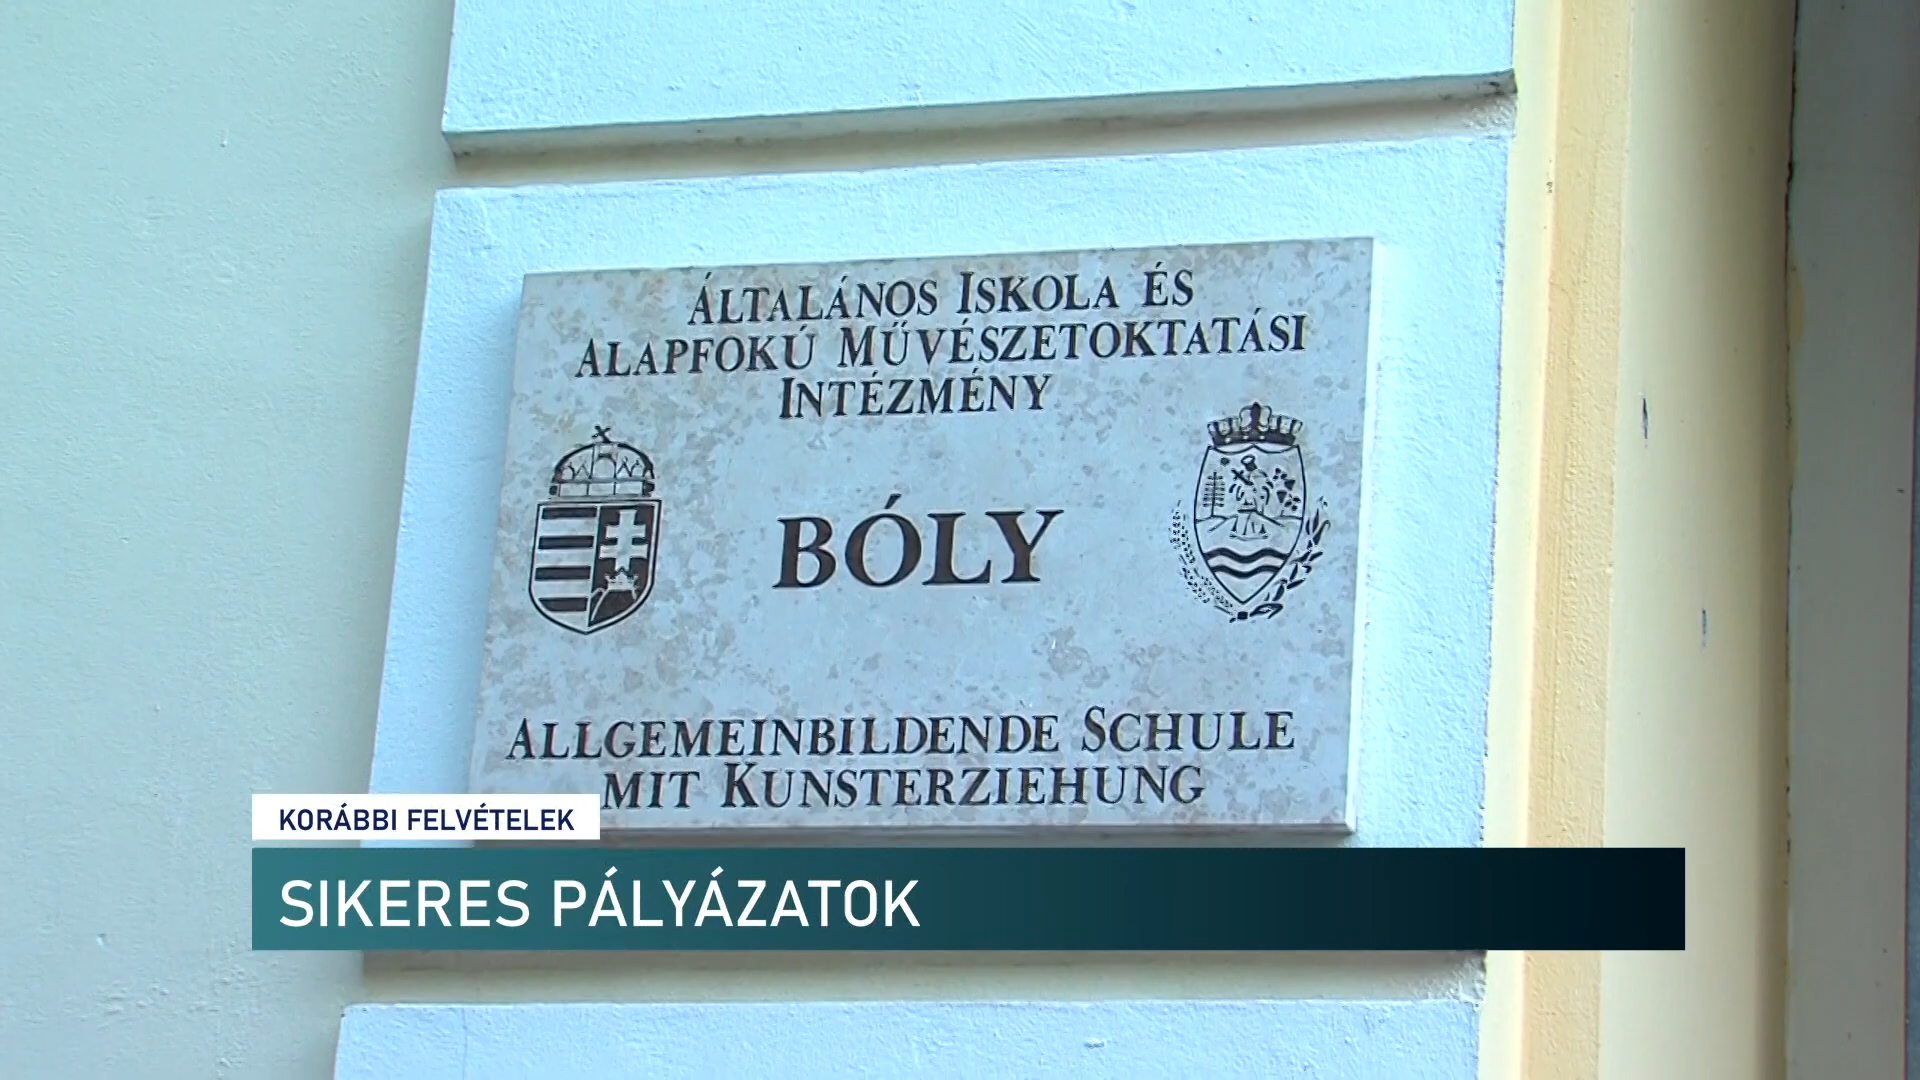 ÁLTALÁNOS ISKOLA ÉS
ALAPFOKÚ MŰVÉSZETOKTATÁSI
INTÉZMÉNY
BÓLY
ALLGEMEINBILDENDE SCHULE
MIT KUNSTERZIEHUNG
KORÁBBI FELVÉTELEK
SIKERES PÁLYÁZATOK